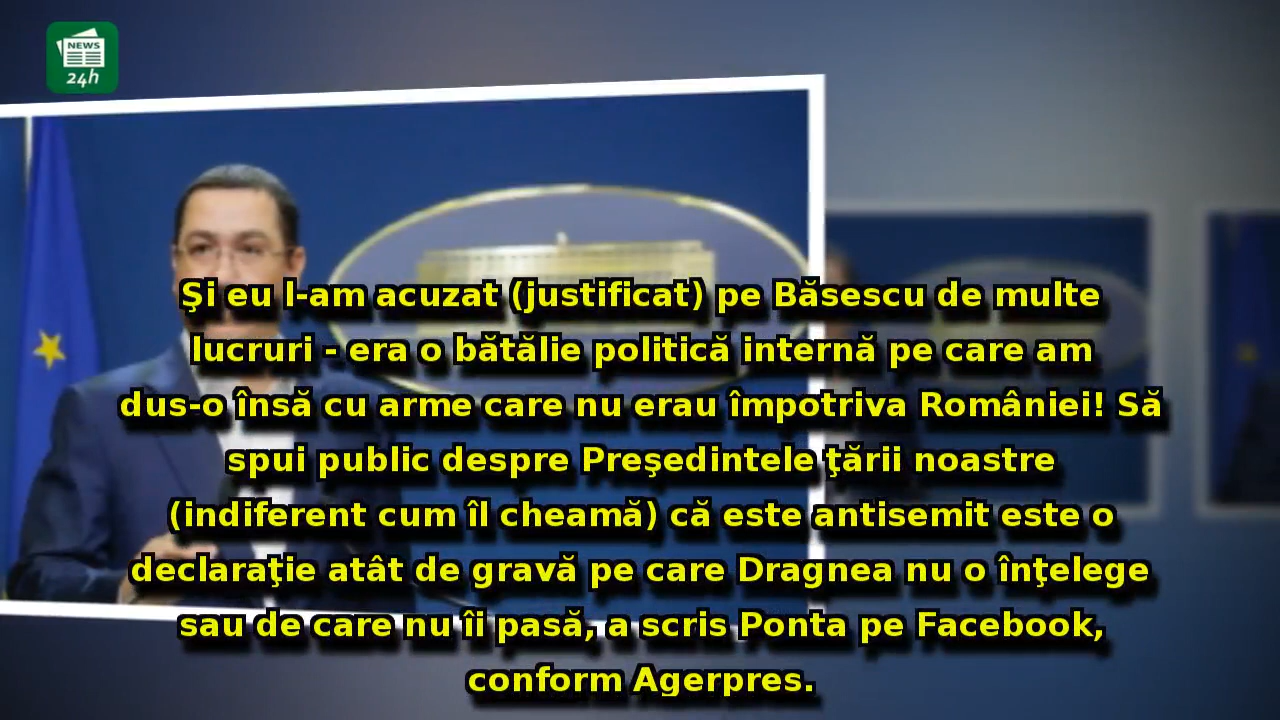 NEWS
24h
Şi eu l-am acuzat (justificat) pe Băsescu de multe
lucruri - era o bătălie politică internă pe care am
dus-o însă cu arme care nu erau împotriva României! Să
spui public despre Preşedintele ţării noastre
(indiferent cum îl cheamă) că este antisemit este o
declaraţie atât de gravă pe care Dragnea nu o înţelege
sau de care nu îi pasă, a scris Ponta pe Facebook,
conform Agerpres.